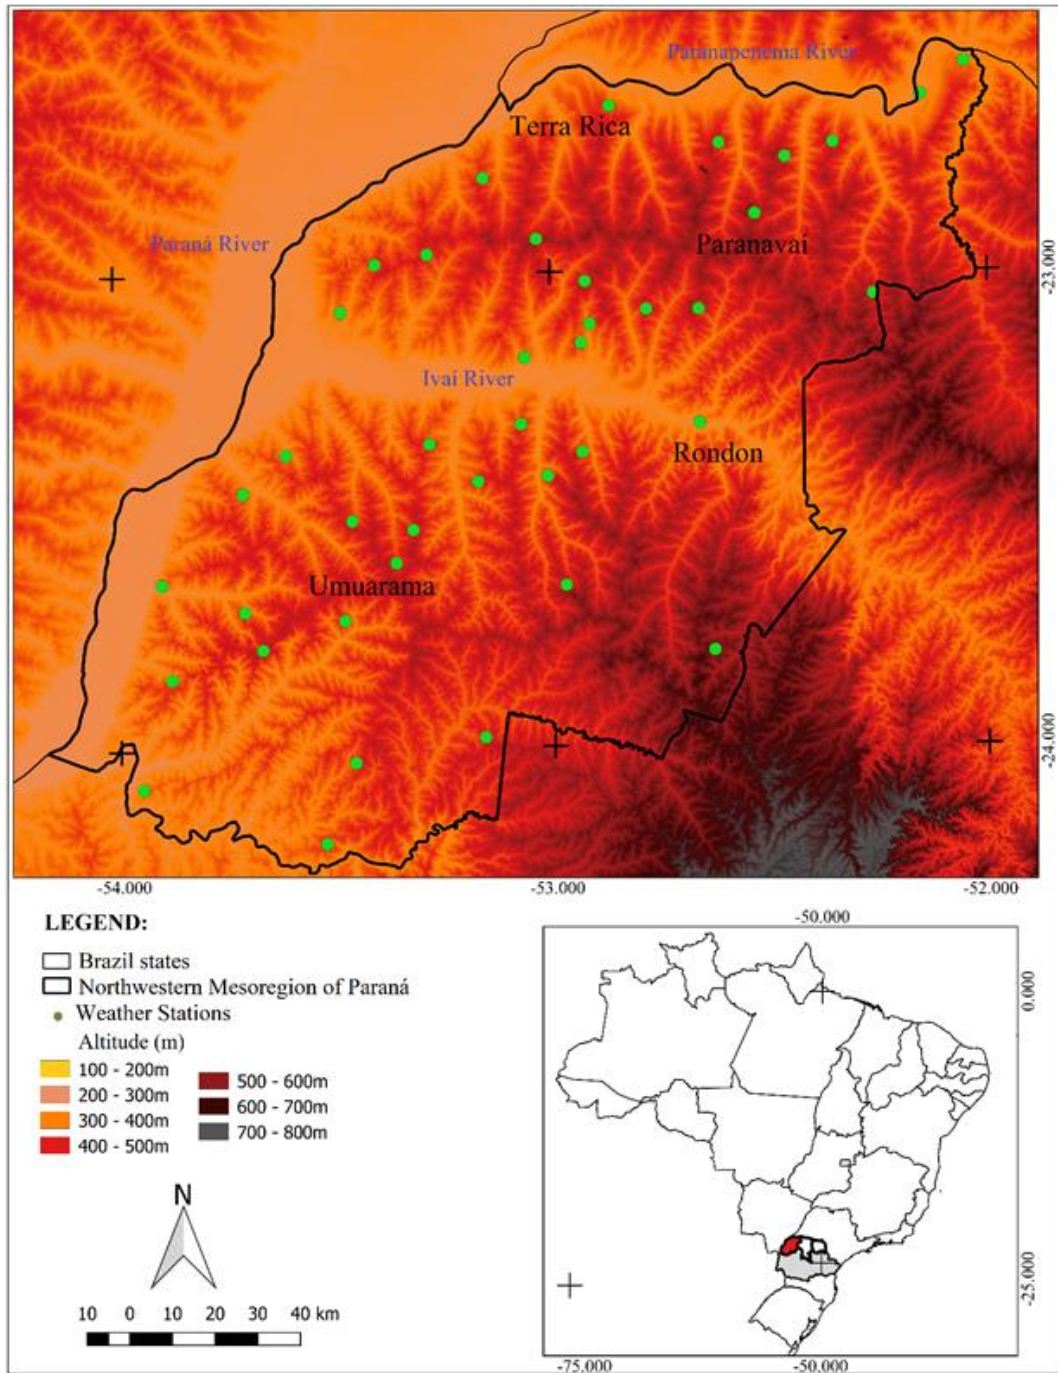 Paranapenema River
Terra Rica
Paraná River
Paranavaí
-23.000
Ivaí River
Rondon
Umuarama
-24.000
-54.000
-53.000
-52.000
LEGEND:
Brazil states
Northwestern Mesoregion of Paraná
Weather Stations
Altitude (m)
100 - 200m
200 - 300m
300 - 400m
400 - 500m
500 - 600m
600 - 700m
700 - 800m
N
10 0 10 20 30 40 km
-50.000
0.000
-25.000
-75.000
-50.000